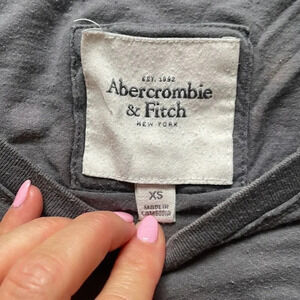 EST. 1892
Abercrombie
& Fitch
NEW YORK
XS
MADE IN
CAMBODIA